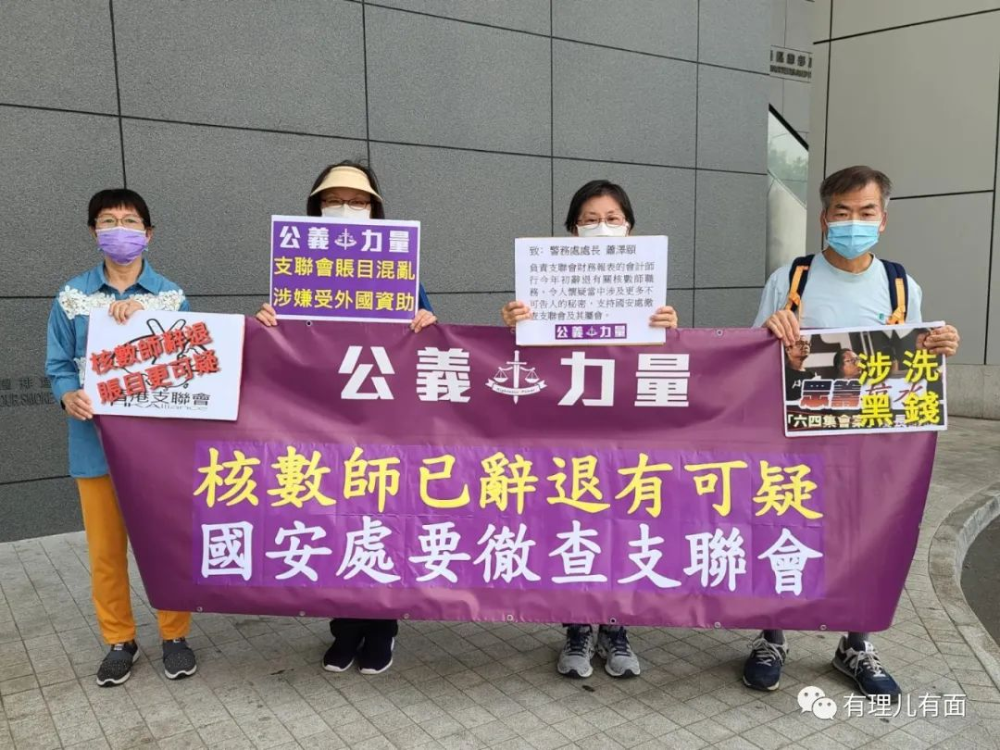 公義力量
支聯會賬目混亂
涉嫌受外國資助
致: 警務處處長 蕭澤頤
負責支聯會財務報表的會計師
行今年初辭退有關核數師職
務，令人懷疑當中涉及更多不
可告人的秘密，支持國安處徹
查支聯會及其屬會。
公義力量
核數師辭退
賬目更可疑
港支聯會
Alliance
涉洗
黑錢
眾籌
「六四集會案
公義力量
核數師已辭退有可疑
國安處要徹查支聯會
有理儿有面